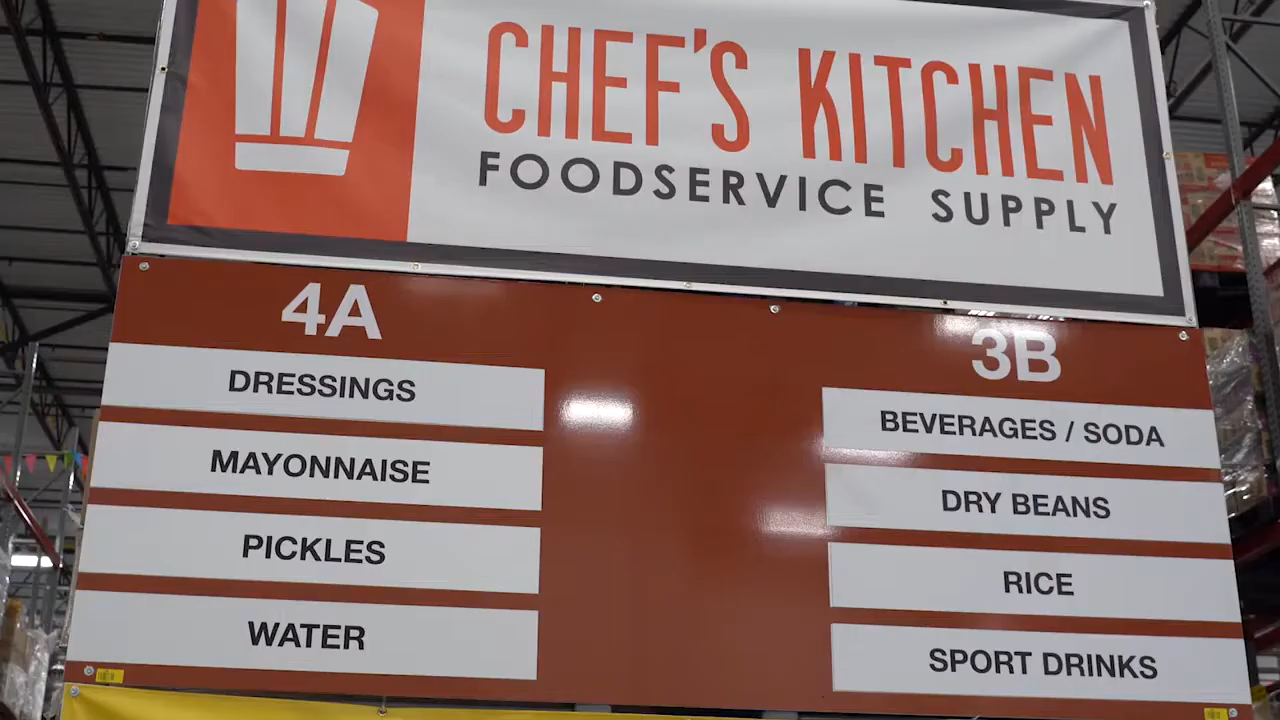 CHEF'S KITCHEN
FOODSERVICE SUPPLY
4A
DRESSINGS
MAYONNAISE
PICKLES
WATER
3B
BEVERAGES / SODA
DRY BEANS
RICE
SPORT DRINKS